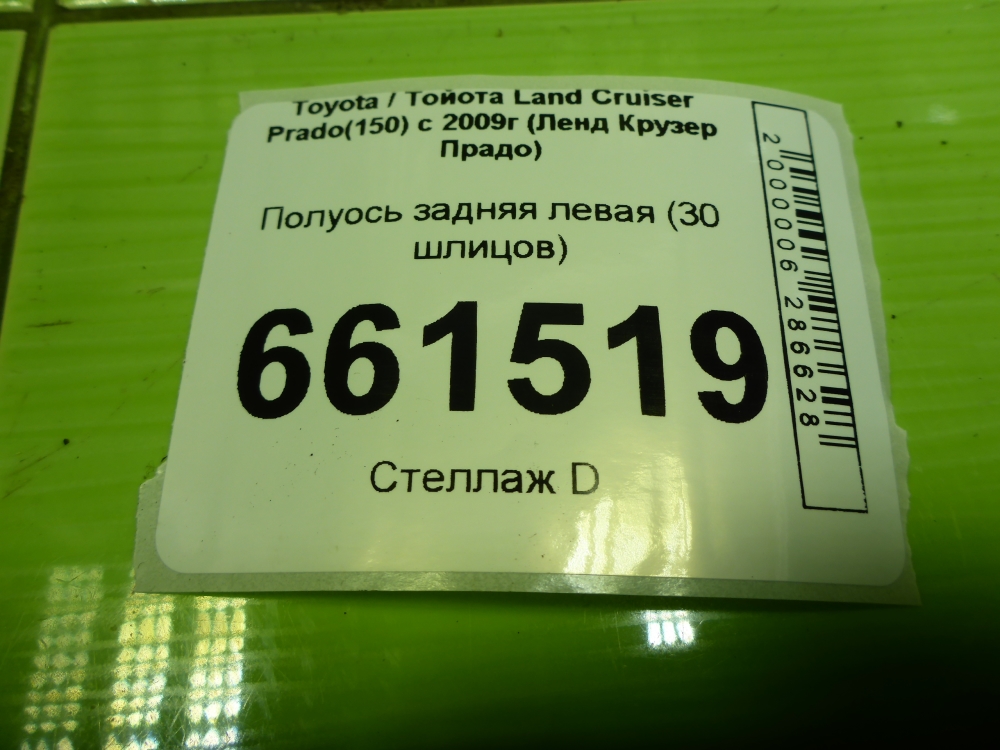 Toyota / Тойота Land Cruiser
Prado(150) с 2009г (Ленд Крузер
Прадо)
Полуось задняя левая (30
шлицов)
661519
Стеллаж D
2000006286628